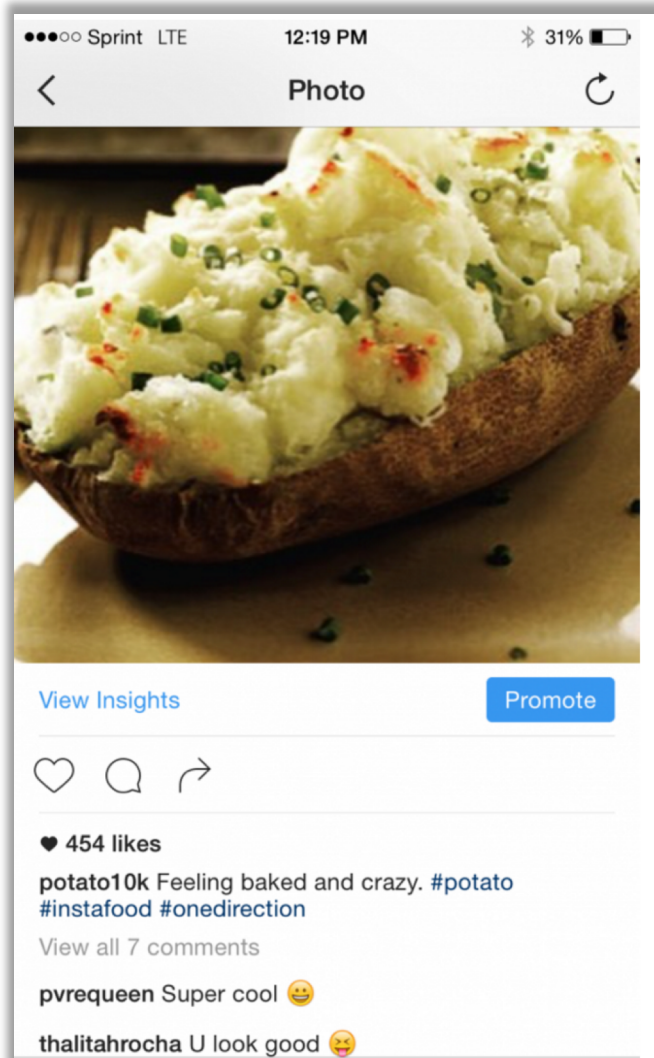 Sprint LTE 12:19 PM 31%
Photo
View Insights Promote
454 likes
potato10k Feeling baked and crazy. #potato
#instafood #onedirection
View all 7 comments
pvrequeen Super cool 😀
thalitahrocha U look good 😝